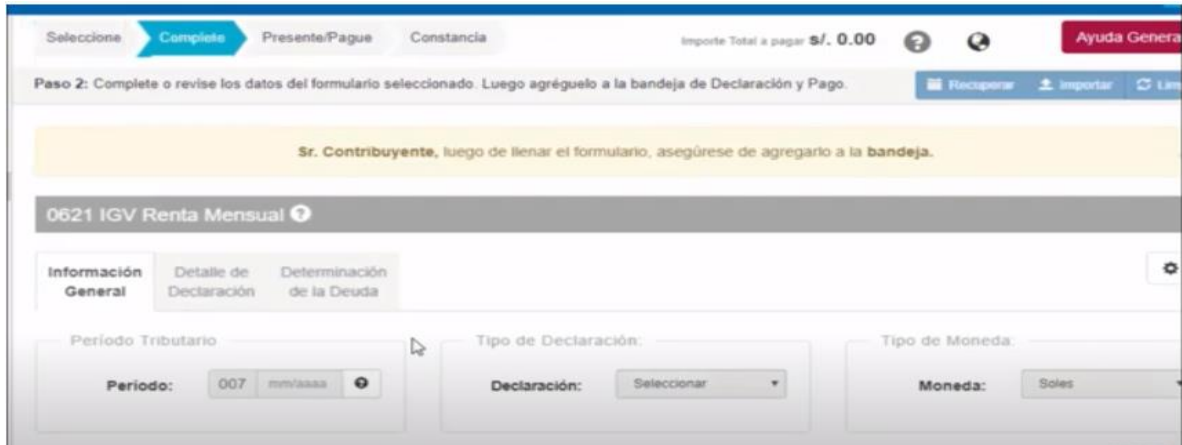 Seleccione Complete Presente/Pague Constancia Importe Total a pagar S/. 0.00 Ayuda Genera
Paso 2: Complete o revise los datos del formulario seleccionado. Luego agréguelo a la bandeja de Declaración y Pago. Recuperar Importar Lim
Sr. Contribuyente, luego de llenar el formulario, asegúrese de agregarlo a la bandeja.
0621 IGV Renta Mensual
Información General
Detalle de Declaración
Determinación de la Deuda
Período Tributario
Tipo de Declaración:
Tipo de Moneda:
Período: 007 mm/aaaa
Declaración: Seleccionar
Moneda: Soles